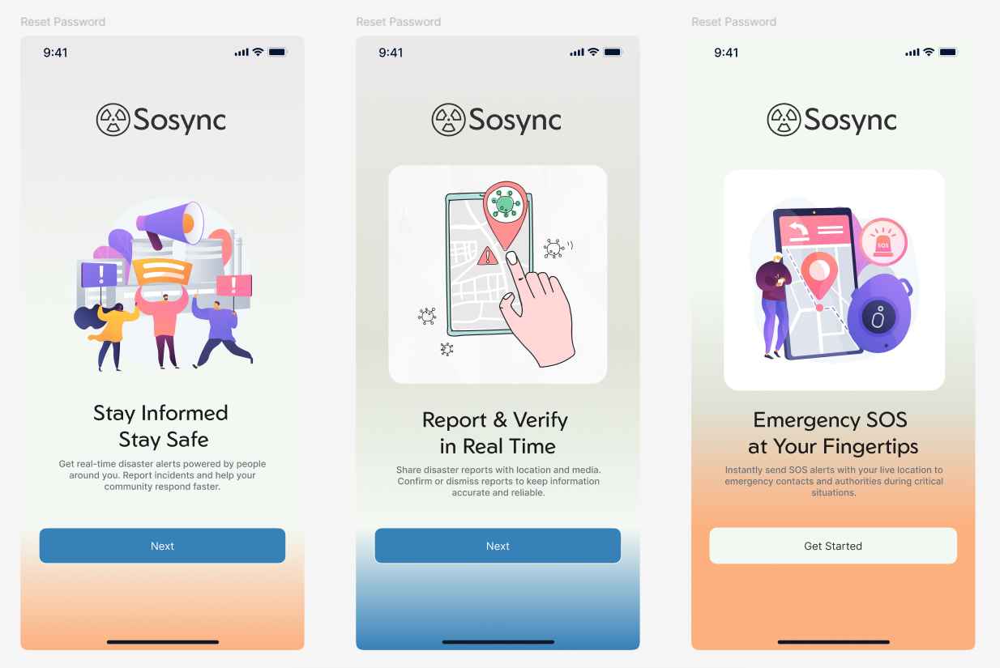 Reset Password
9:41
Sosync
Stay Informed
Stay Safe
Get real-time disaster alerts powered by people
around you. Report incidents and help your
community respond faster.
Next
Reset Password
9:41
Sosync
Report & Verify
in Real Time
Share disaster reports with location and media.
Confirm or dismiss reports to keep information
accurate and reliable.
Next
Reset Password
9:41
Sosync
SOS
Emergency SOS
at Your Fingertips
Instantly send SOS alerts with your live location to
emergency contacts and authorities during critical
situations.
Get Started